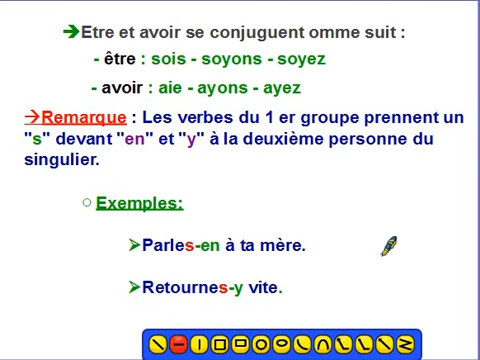 ➔Etre et avoir se conjuguent omme suit :
- être : sois - soyons - soyez
- avoir : aie - ayons - ayez
→Remarque : Les verbes du 1 er groupe prennent un
"s" devant "en" et "y" à la deuxième personne du
singulier.
○ Exemples:
➢Parles-en à ta mère.
➢Retournes-y vite.